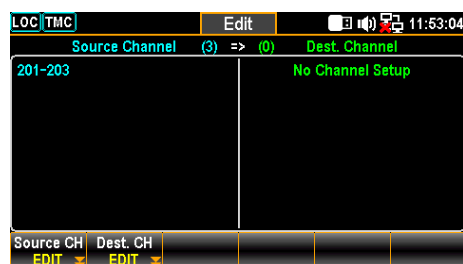 LOC TMC Edit 11:53:04
Source Channel (3) => (0) Dest. Channel
201-203 No Channel Setup
Source CH Dest. CH
EDIT EDIT